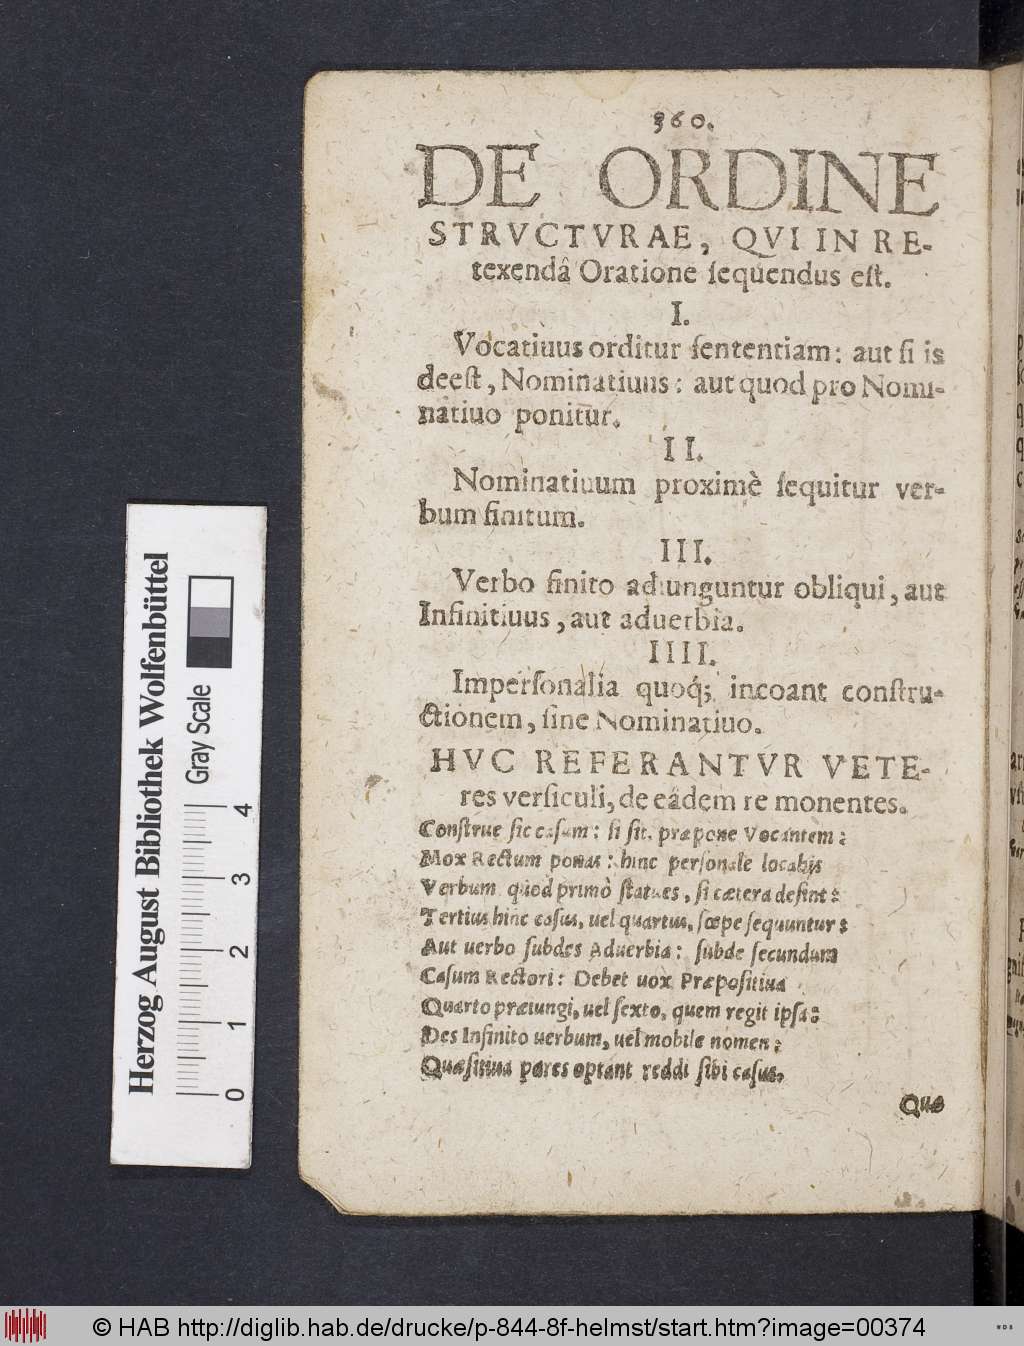 360.
DE ORDINE
STRVCTVRAE, QVI IN RE-
texendâ Oratione ſequendus eſt.
I.
Vocatiuus orditur ſententiam: aut ſi is
deeſt, Nominatiuus: aut quod pro Nomi-
natiuo ponitur.
II.
Nominatiuum proximè ſequitur ver-
bum finitum.
III.
Verbo finito adiunguntur obliqui, aut
Infinitiuus, aut aduerbia.
IIII.
Imperſonalia quoq́; incoant conſtru-
ctionem, ſine Nominatiuo.
HVC REFERANTVR VETE-
res verſiculi, de eâdem re monentes.
Conſtrue ſic caſum: ſi ſit, præpone Vocantem:
Mox Rectum ponas: hinc perſonale locabis
Verbum, quod primò ſtatues, ſi cætera deſint:
Tertius hinc caſus, uel quartus, ſæpe ſequuntur:
Aut uerbo ſubdes Aduerbia: ſubde ſecundum
Caſum Rectori: Debet uox Præpoſitiua
Quarto præiungi, uel ſexto, quem regit ipſa:
Des Infinito uerbum, uel mobile nomen:
Quæſitiua pares optant reddi ſibi caſus.
Quæ
Herzog August Bibliothek Wolfenbüttel
Gray Scale
0 1 2 3 4
© HAB http://diglib.hab.de/drucke/p-844-8f-helmst/start.htm?image=00374
WDB